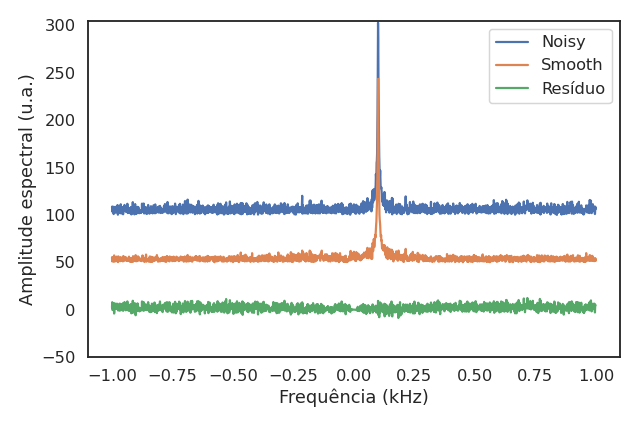 300
250
200
150
100
50
0
−50
Amplitude espectral (u.a.)
Noisy
Smooth
Resíduo
−1.00 −0.75 −0.50 −0.25 0.00 0.25 0.50 0.75 1.00
Frequência (kHz)